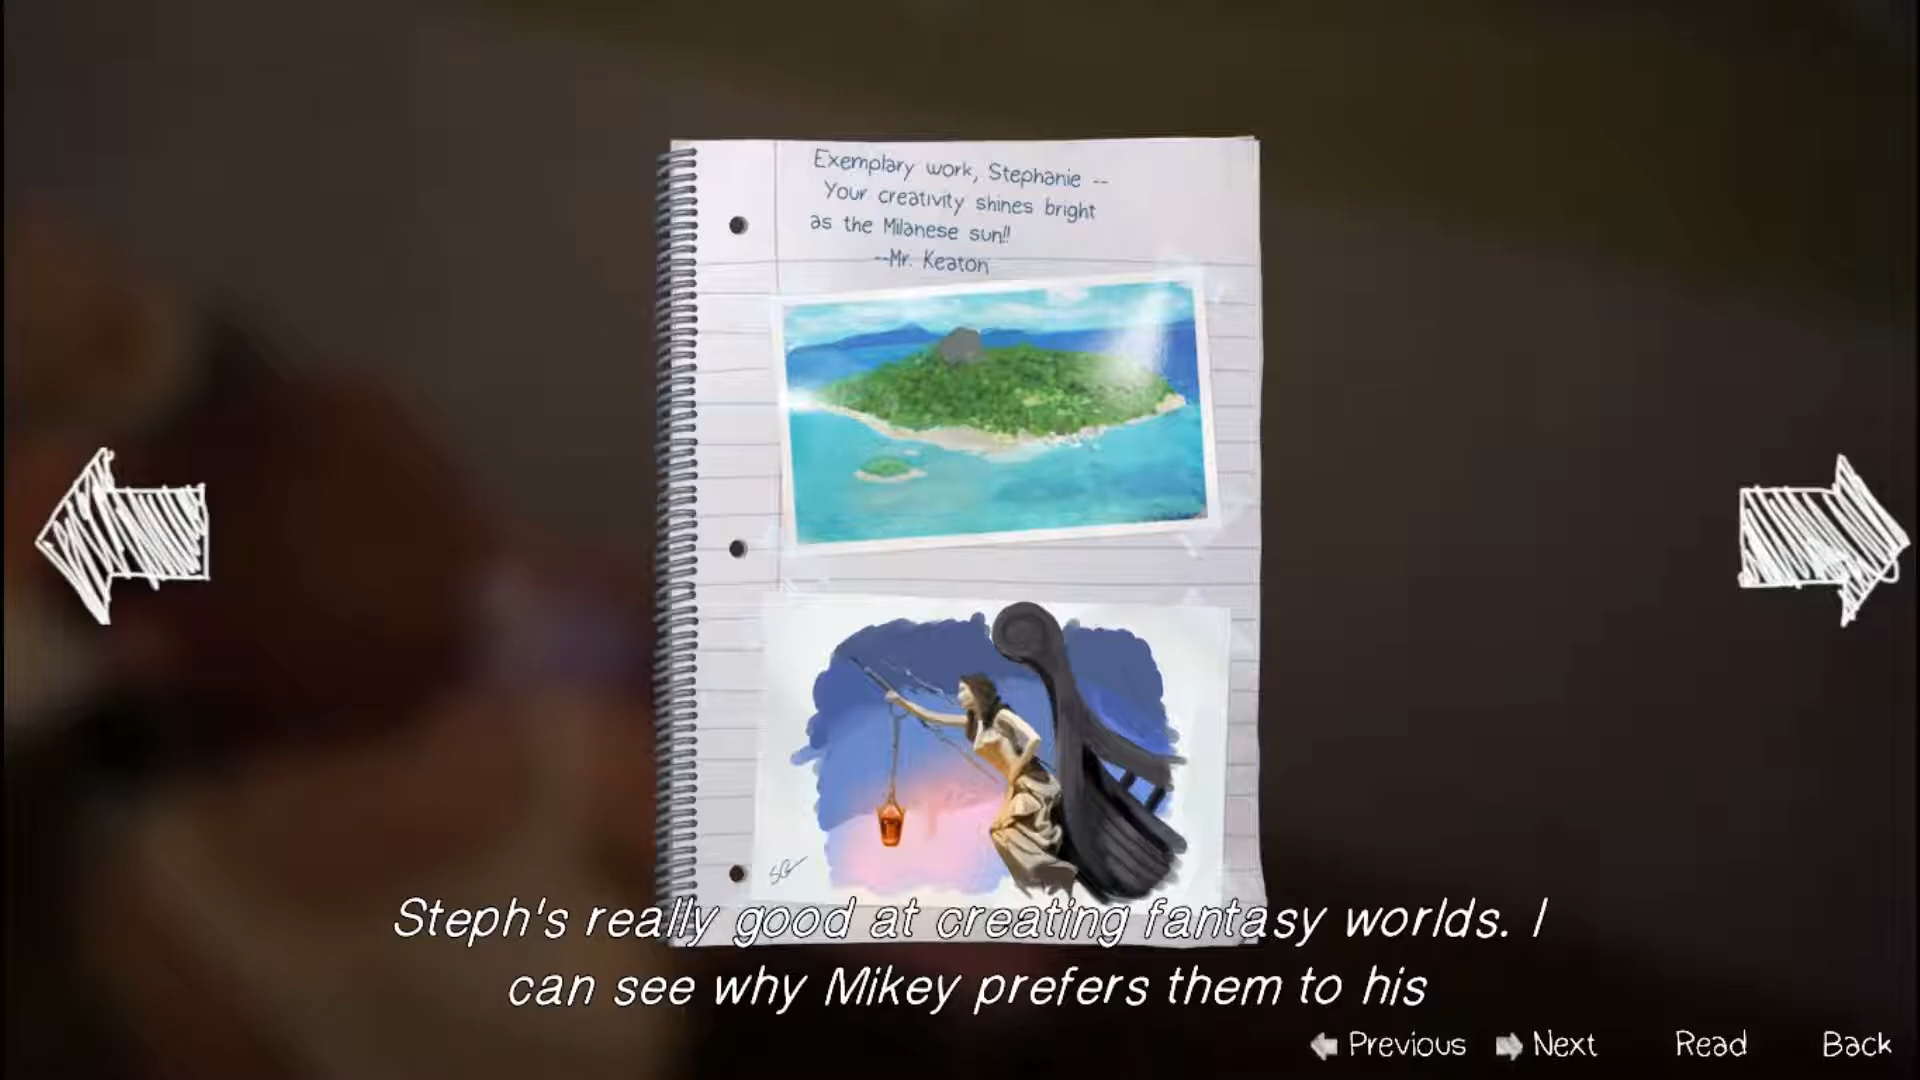 Exemplary work, Stephanie --
Your creativity shines bright
as the Milanese sun!!
--Mr. Keaton
SG
Steph's really good at creating fantasy worlds. I
can see why Mikey prefers them to his
Previous Next Read Back